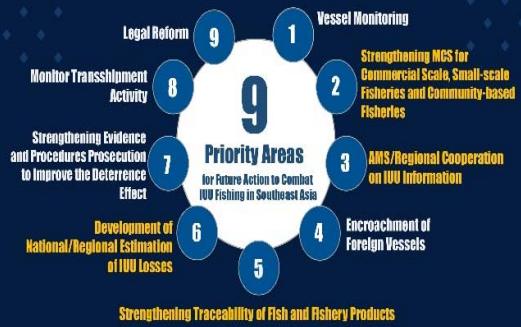 9
Priority Areas
for Future Action to Combat
IUU Fishing in Southeast Asia
1
Vessel Monitoring
2
Strengthening MCS for
Commercial Scale, Small-scale
Fisheries and Community-based
Fisheries
3
AMS/Regional Cooperation
on IUU Information
4
Encroachment of
Foreign Vessels
5
Strengthening Traceability of Fish and Fishery Products
6
Development of
National/Regional Estimation
of IUU Losses
7
Strengthening Evidence
and Procedures Prosecution
to Improve the Deterrence
Effect
8
Monitor Transshipment
Activity
9
Legal Reform